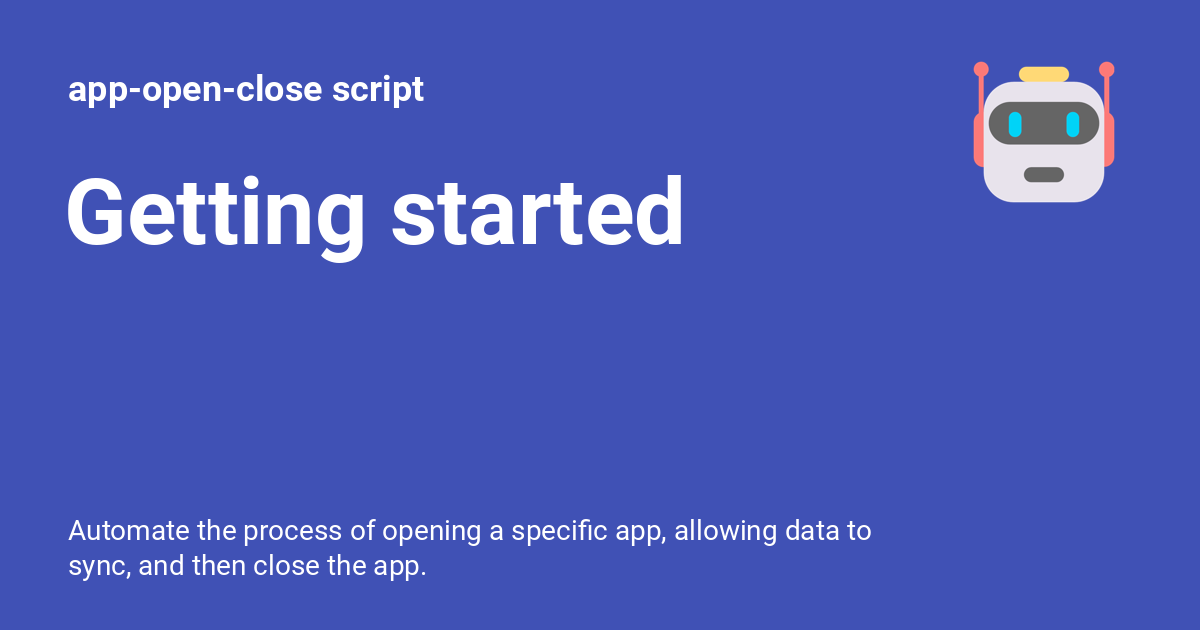 app-open-close script
Getting started
Automate the process of opening a specific app, allowing data to
sync, and then close the app.